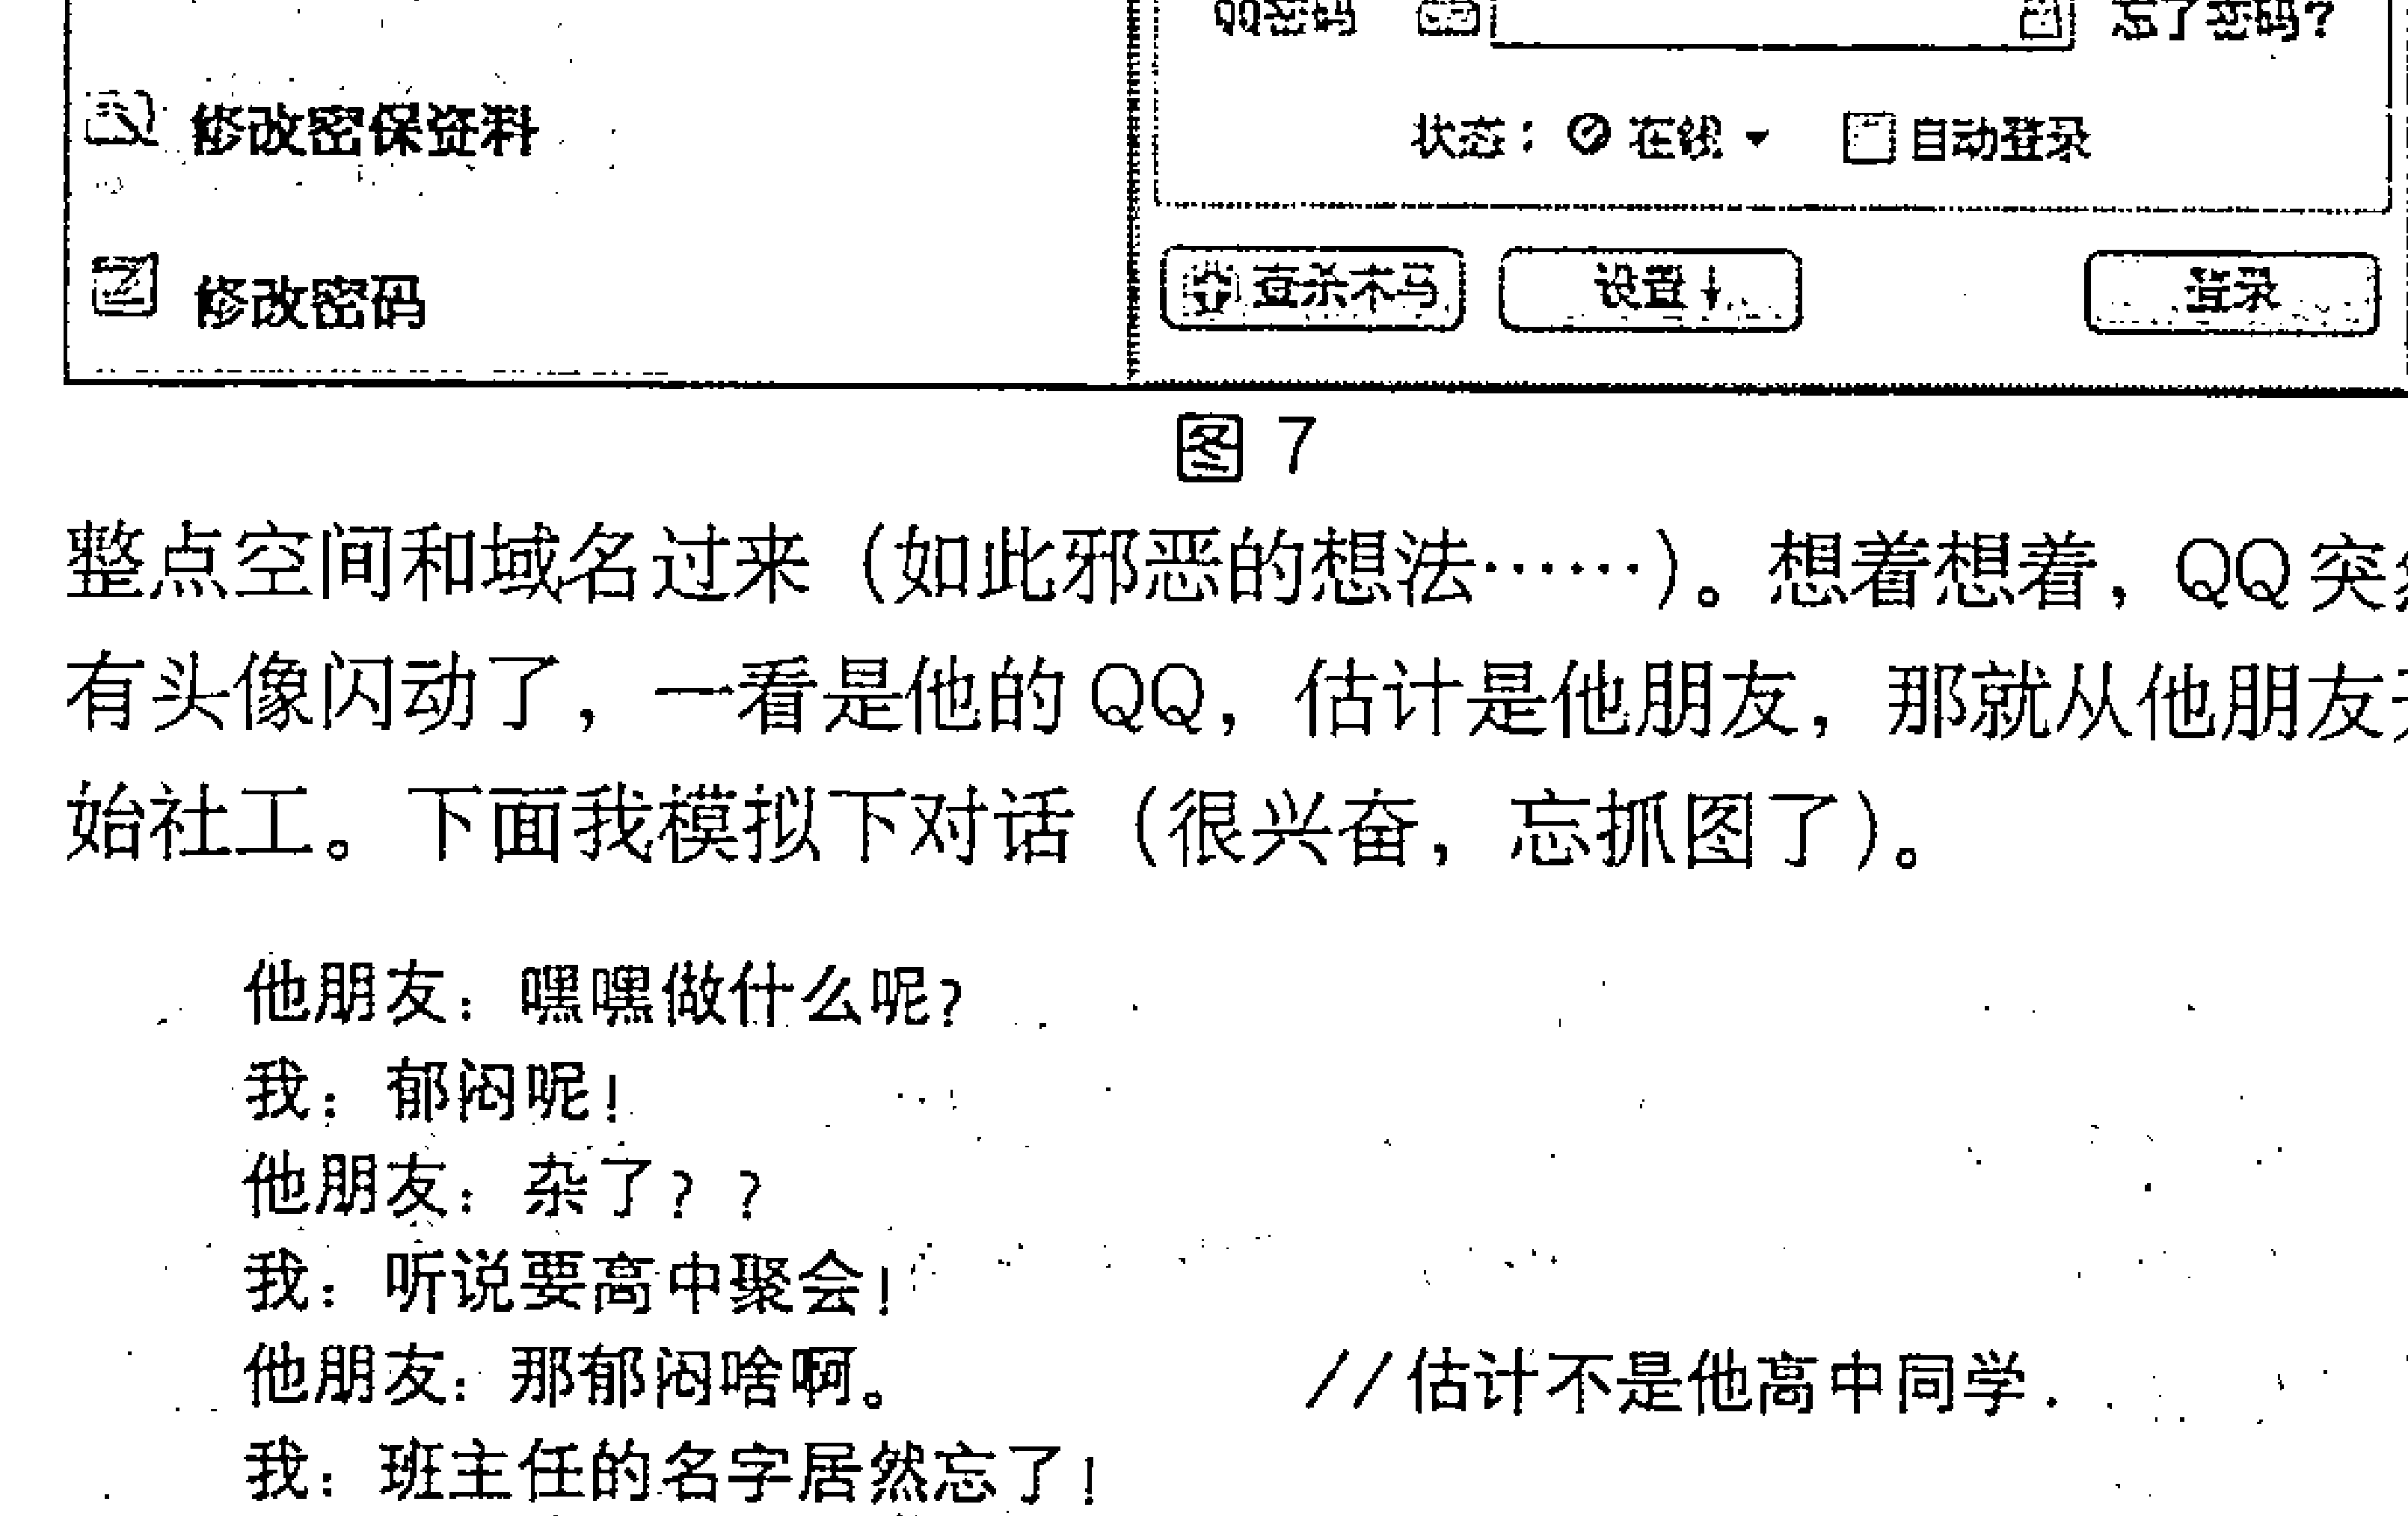 QQ密码 忘了密码?
修改密保资料
状态: 在线 自动登录
修改密码
查杀木马 设置↓ 登录
图 7
整点空间和域名过来（如此邪恶的想法……）。想着想着，QQ突然
有头像闪动了，一看是他的QQ，估计是他朋友，那就从他朋友开
始社工。下面我模拟下对话（很兴奋，忘抓图了）。
他朋友：嘿嘿做什么呢？
我：郁闷呢！
他朋友：杂了？？
我：听说要高中聚会！
他朋友：那郁闷啥啊。 //估计不是他高中同学.
我：班主任的名字居然忘了！